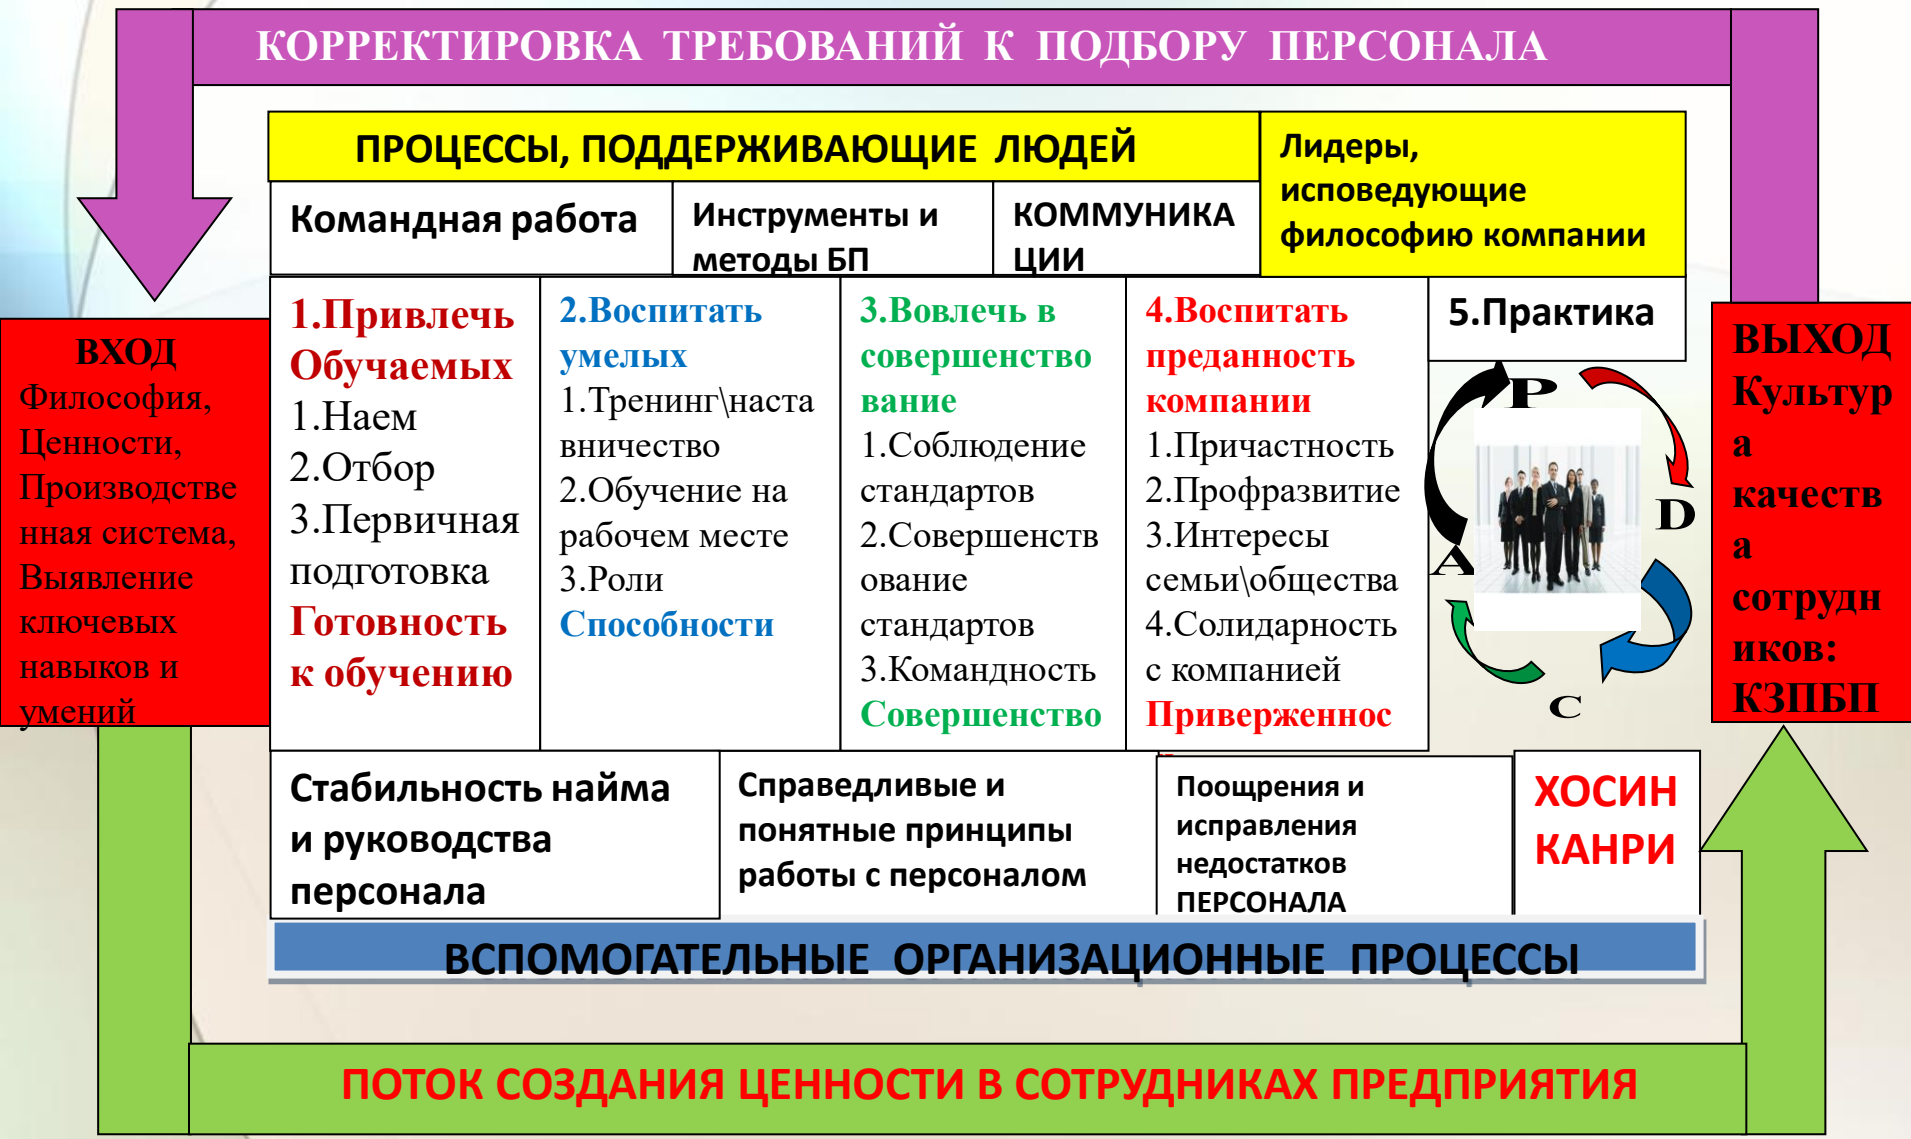 КОРРЕКТИРОВКА ТРЕБОВАНИЙ К ПОДБОРУ ПЕРСОНАЛА
ПРОЦЕССЫ, ПОДДЕРЖИВАЮЩИЕ ЛЮДЕЙ
Лидеры,
исповедующие
философию компании
Командная работа
Инструменты и
методы БП
КОММУНИКА
ЦИИ
ВХОД
Философия,
Ценности,
Производстве
нная система,
Выявление
ключевых
навыков и
умений
1.Привлечь
Обучаемых
1.Наем
2.Отбор
3.Первичная
подготовка
Готовность
к обучению
2.Воспитать
умелых
1.Тренинг\наста
вничество
2.Обучение на
рабочем месте
3.Роли
Способности
3.Вовлечь в
совершенство
вание
1.Соблюдение
стандартов
2.Совершенств
ование
стандартов
3.Командность
Совершенство
4.Воспитать
преданность
компании
1.Причастность
2.Профразвитие
3.Интересы
семьи\общества
4.Солидарность
с компанией
Приверженнос
5.Практика
P
D
C
A
ВЫХОД
Культур
а
качеств
а
сотрудн
иков:
КЗПБП
Стабильность найма
и руководства
персонала
Справедливые и
понятные принципы
работы с персоналом
Поощрения и
исправления
недостатков
ПЕРСОНАЛА
ХОСИН
КАНРИ
ВСПОМОГАТЕЛЬНЫЕ ОРГАНИЗАЦИОННЫЕ ПРОЦЕССЫ
ПОТОК СОЗДАНИЯ ЦЕННОСТИ В СОТРУДНИКАХ ПРЕДПРИЯТИЯ